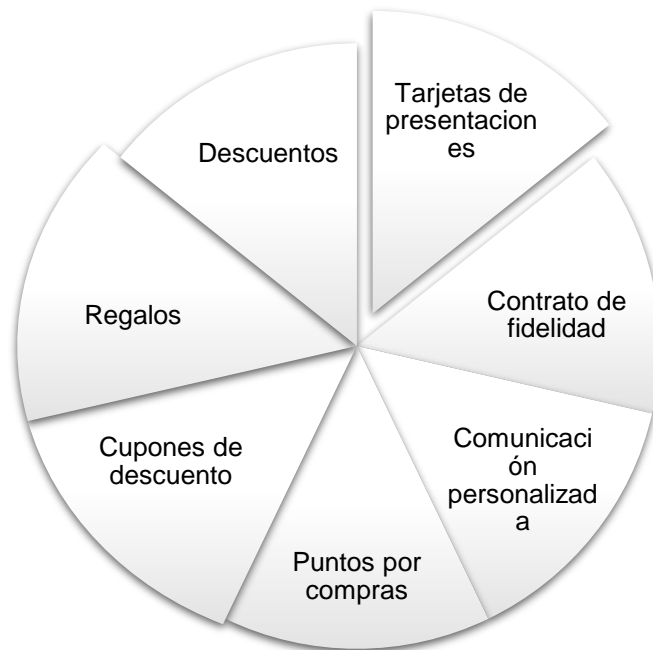 Tarjetas de
presentacion
es
Contrato de
fidelidad
Comunicaci
ón
personalizad
a
Puntos por
compras
Cupones de
descuento
Regalos
Descuentos